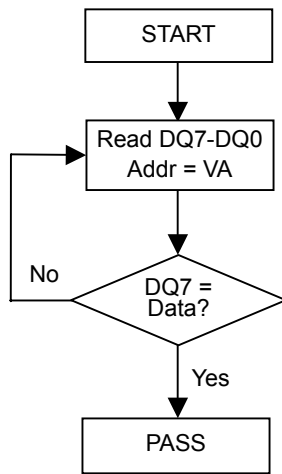 START
Read DQ7-DQ0
Addr = VA
No
DQ7 =
Data?
Yes
PASS